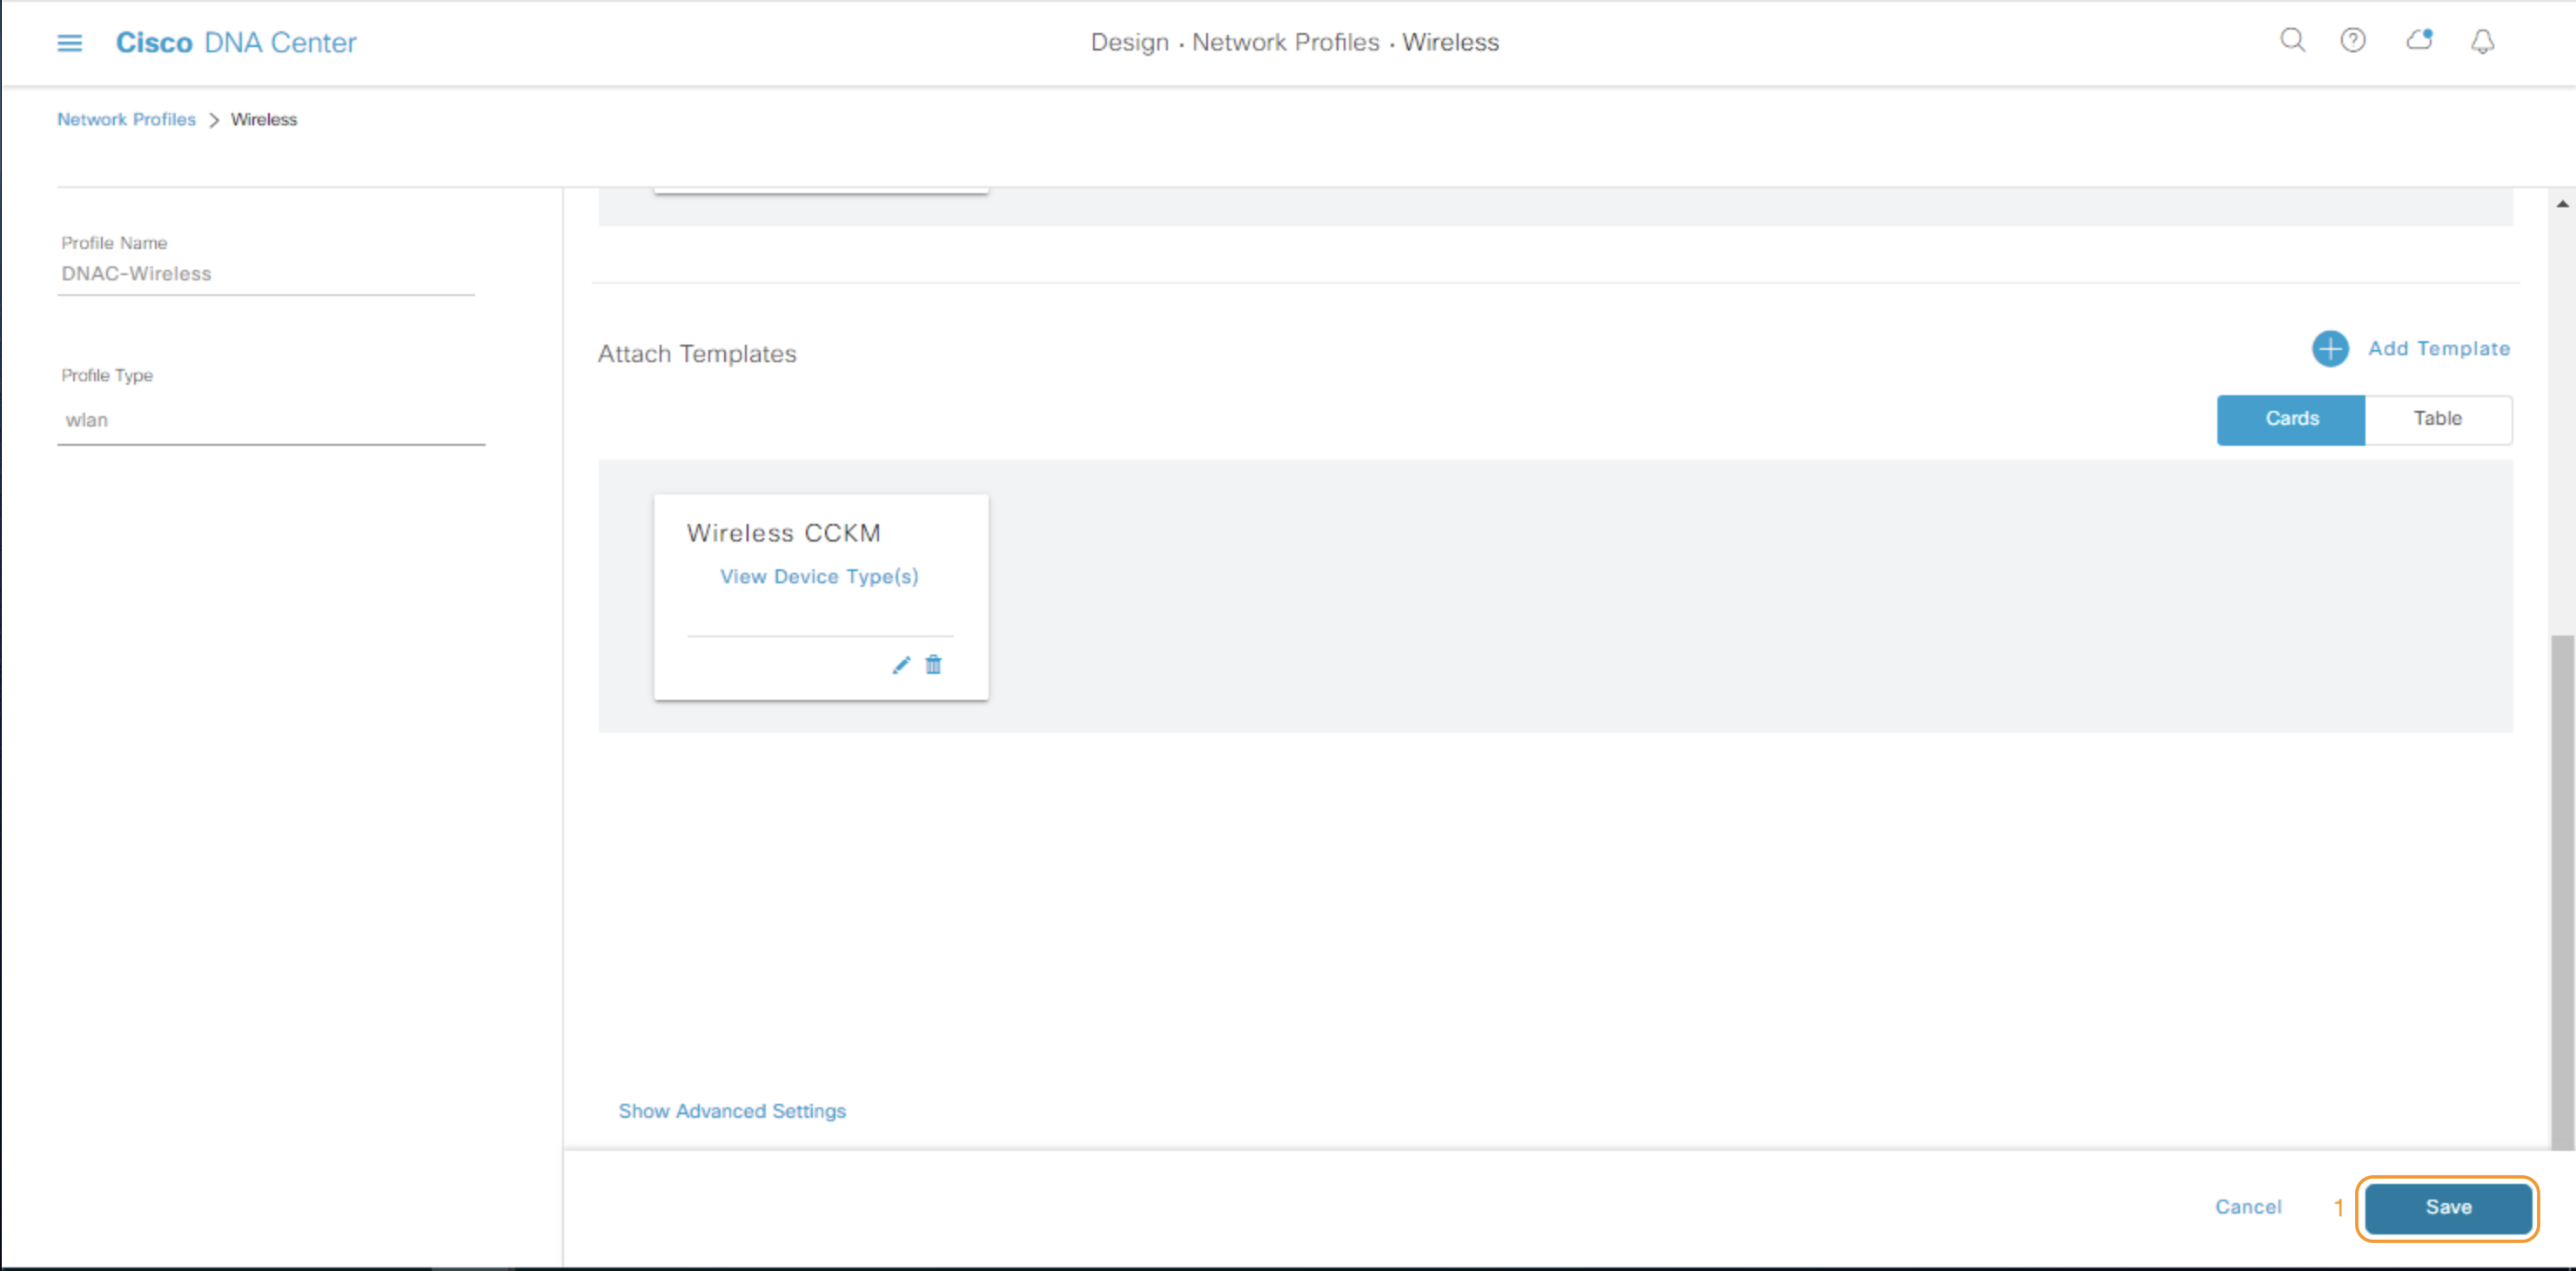 Cisco DNA Center
Design · Network Profiles · Wireless
Network Profiles > Wireless
Profile Name
DNAC-Wireless
Profile Type
wlan
Attach Templates
Add Template
Cards
Table
Wireless CCKM
View Device Type(s)
Show Advanced Settings
Cancel
1
Save